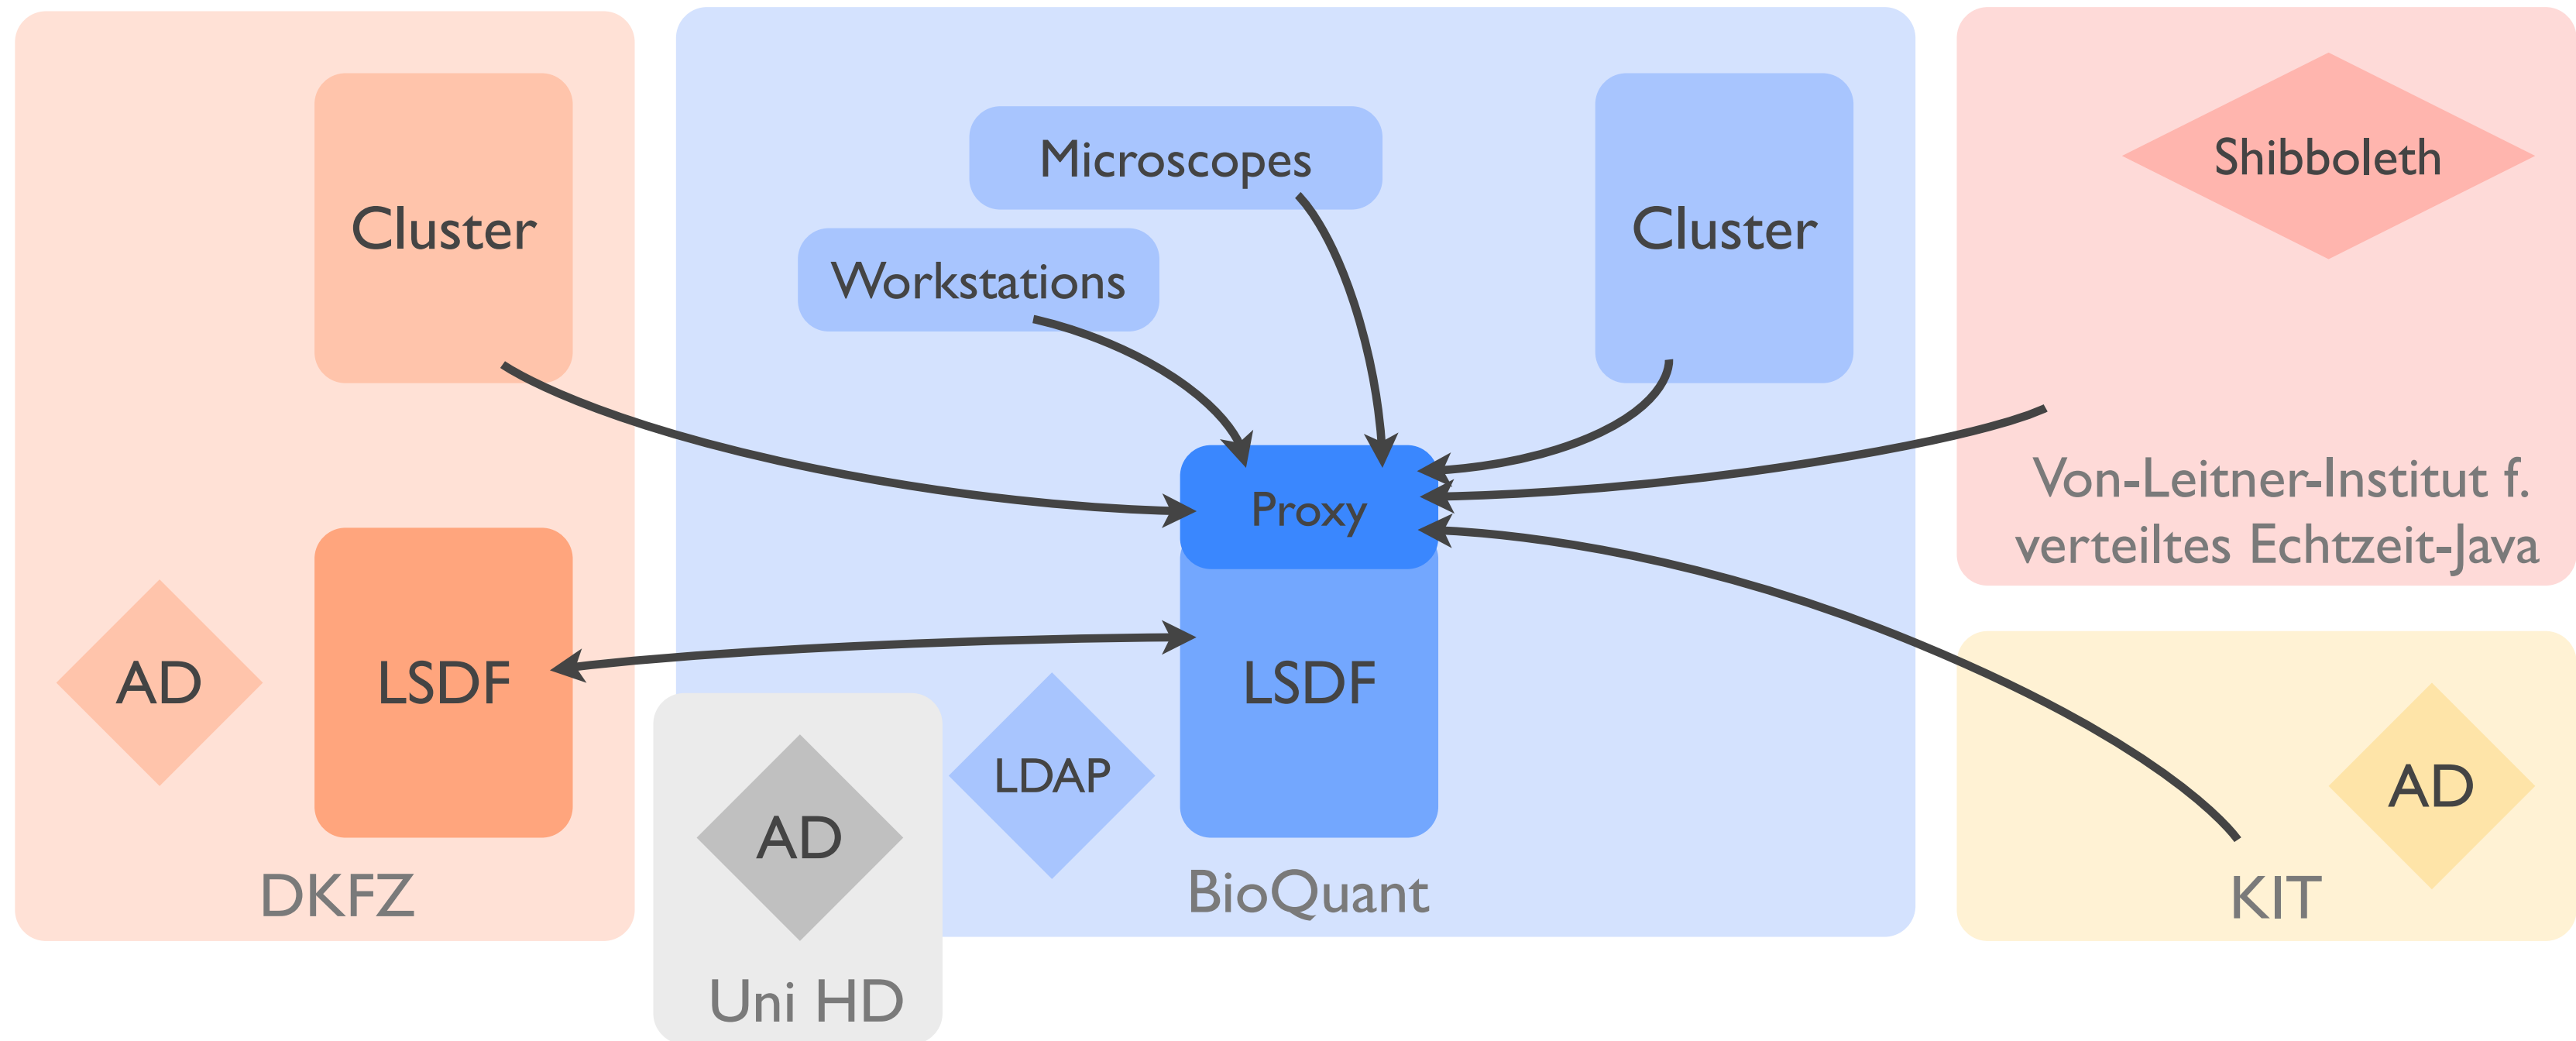 Cluster
AD
LSDF
DKFZ
AD
Uni HD
Microscopes
Workstations
Cluster
Proxy
LSDF
LDAP
BioQuant
Shibboleth
Von-Leitner-Institut f.
verteiltes Echtzeit-Java
AD
KIT